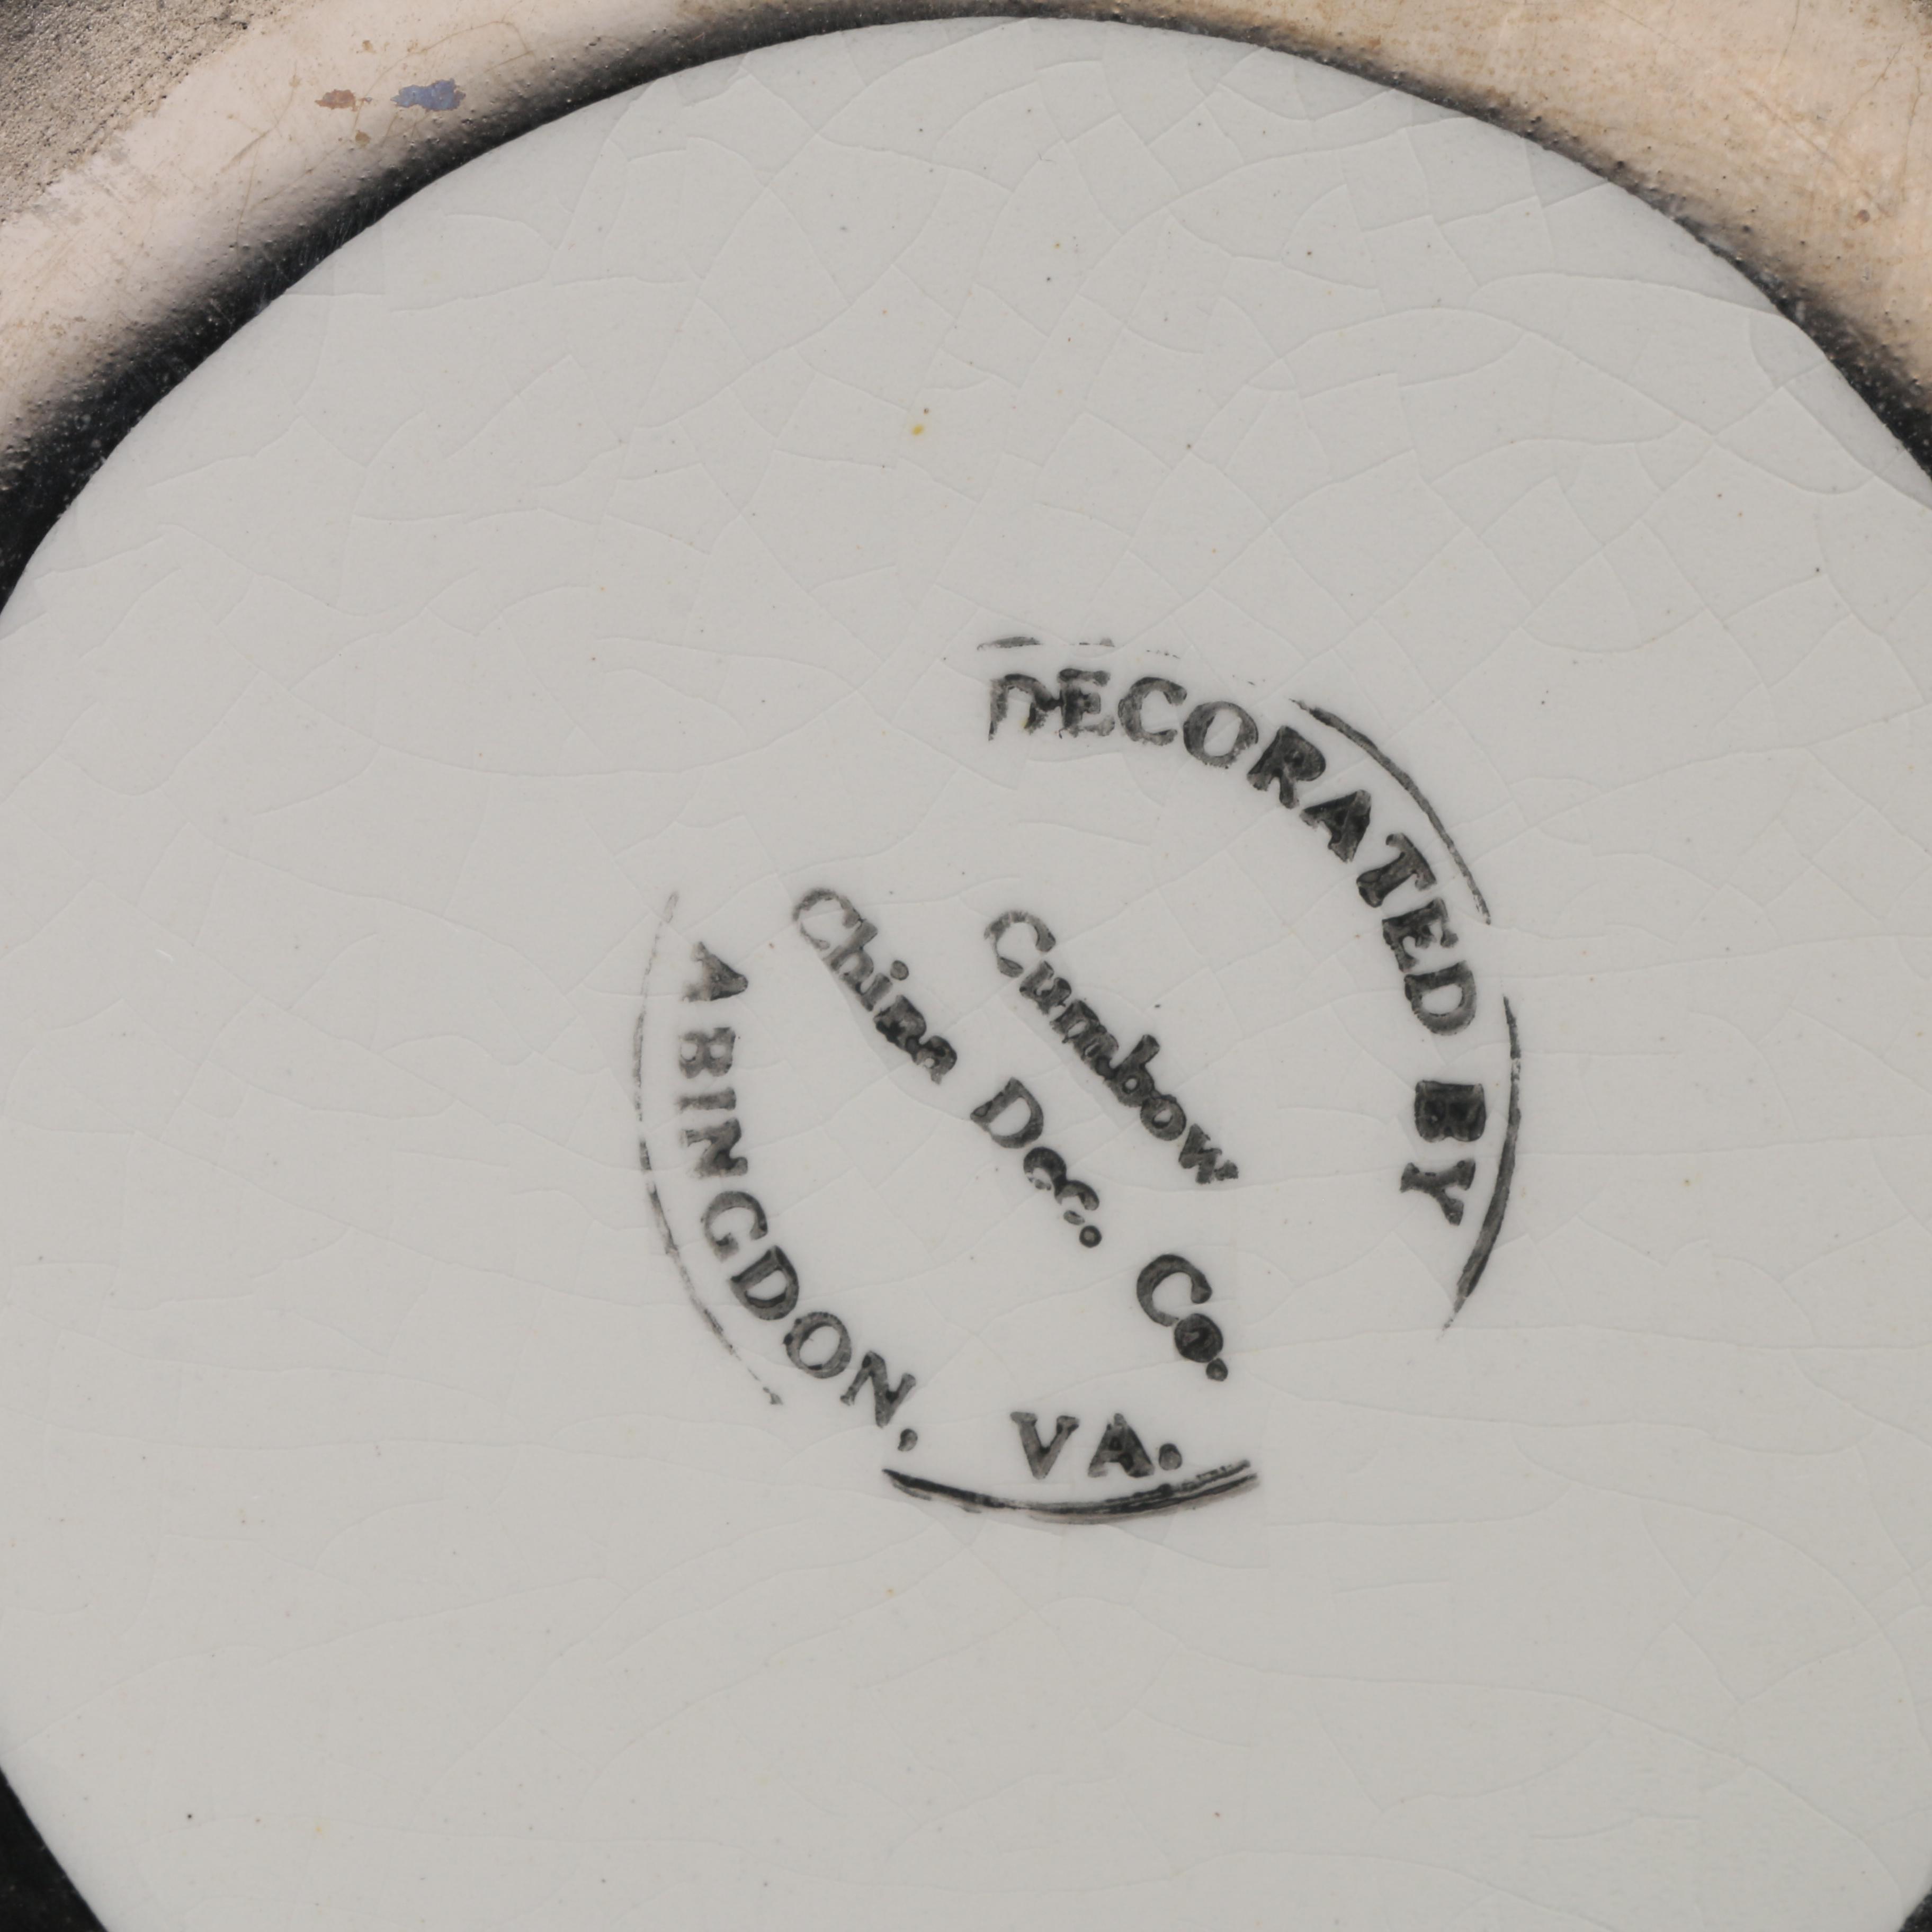 DECORATED BY
Cumbow
China Dec. Co.
ABINGDON, VA.